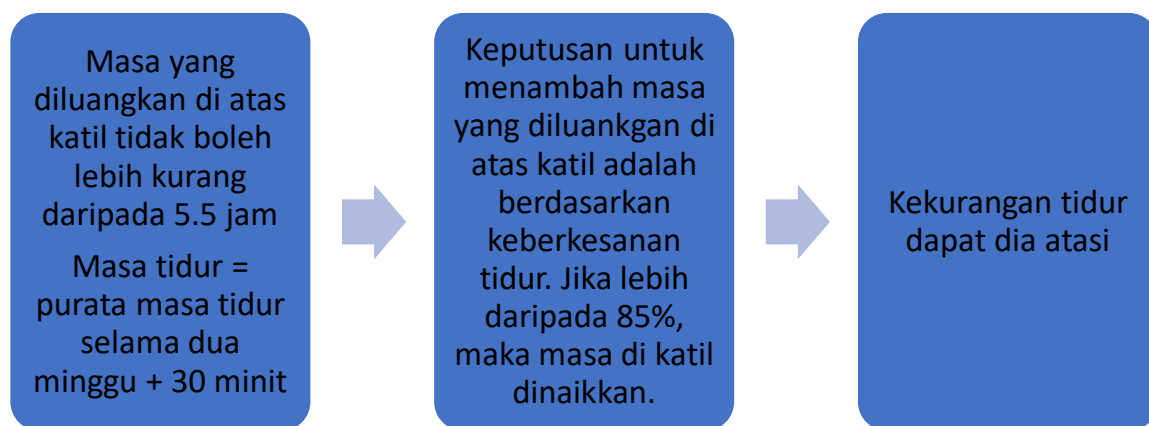 Masa yang
diluangkan di atas
katil tidak boleh
lebih kurang
daripada 5.5 jam
Masa tidur =
purata masa tidur
selama dua
minggu + 30 minit
Keputusan untuk
menambah masa
yang diluankgan di
atas katil adalah
berdasarkan
keberkesanan
tidur. Jika lebih
daripada 85%,
maka masa di katil
dinaikkan.
Kekurangan tidur
dapat dia atasi